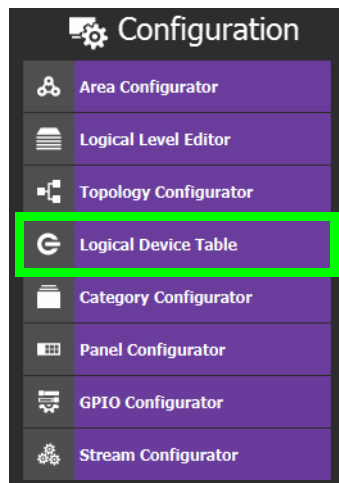 Configuration
Area Configurator
Logical Level Editor
Topology Configurator
Logical Device Table
Category Configurator
Panel Configurator
GPIO Configurator
Stream Configurator